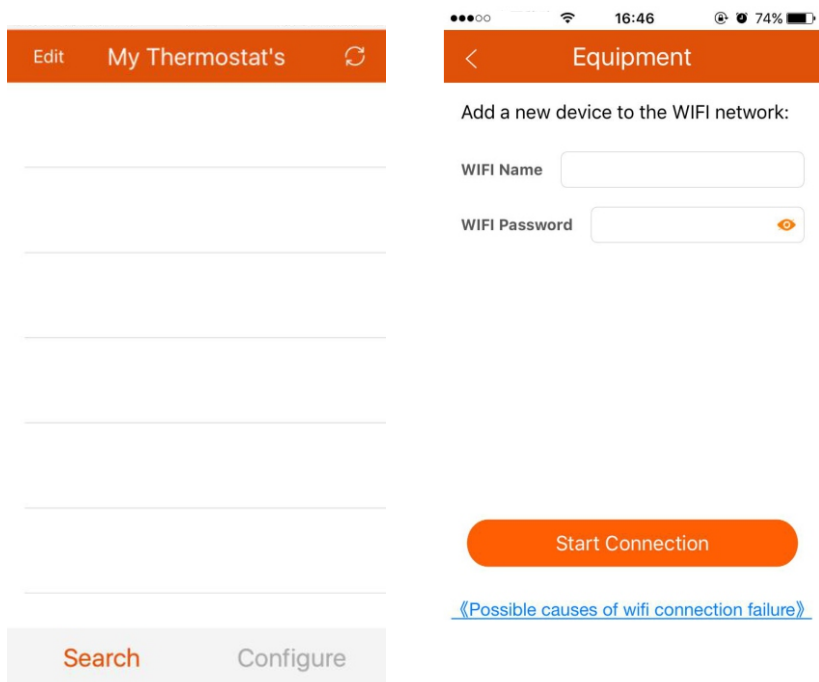 Edit My Thermostat's
Search Configure
16:46 74%
Equipment
Add a new device to the WIFI network:
WIFI Name
WIFI Password
Start Connection
《Possible causes of wifi connection failure》